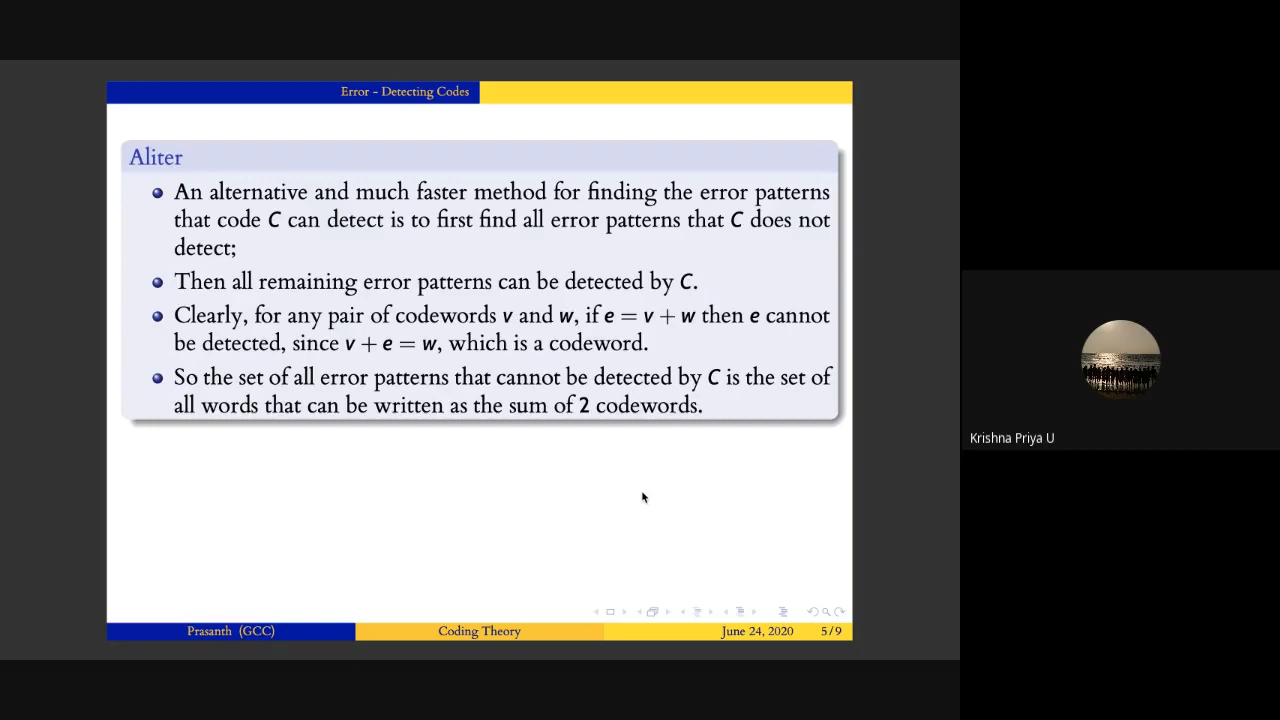 Error - Detecting Codes
Aliter
An alternative and much faster method for finding the error patterns
that code C can detect is to first find all error patterns that C does not
detect;
Then all remaining error patterns can be detected by C.
Clearly, for any pair of codewords v and w, if e = v + w then e cannot
be detected, since v + e = w, which is a codeword.
So the set of all error patterns that cannot be detected by C is the set of
all words that can be written as the sum of 2 codewords.
Krishna Priya U
Prasanth (GCC) Coding Theory June 24, 2020 5/9